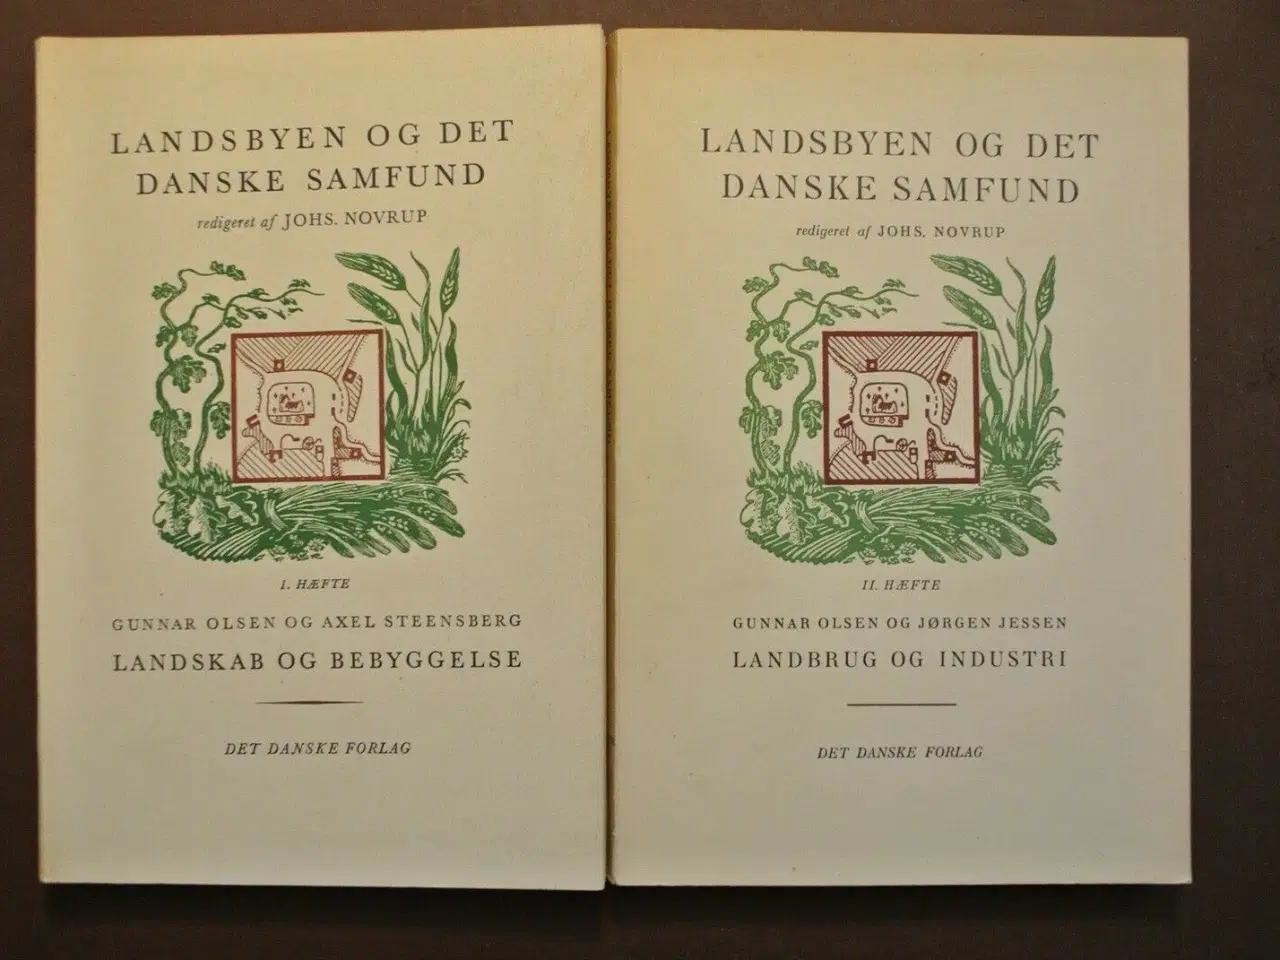 LANDSBYEN OG DET
DANSKE SAMFUND
redigeret af JOHS. NOVRUP
I. HÆFTE
GUNNAR OLSEN OG AXEL STEENSBERG
LANDSKAB OG BEBYGGELSE
DET DANSKE FORLAG
LANDSBYEN OG DET
DANSKE SAMFUND
redigeret af JOHS. NOVRUP
II. HÆFTE
GUNNAR OLSEN OG JØRGEN JESSEN
LANDBRUG OG INDUSTRI
DET DANSKE FORLAG